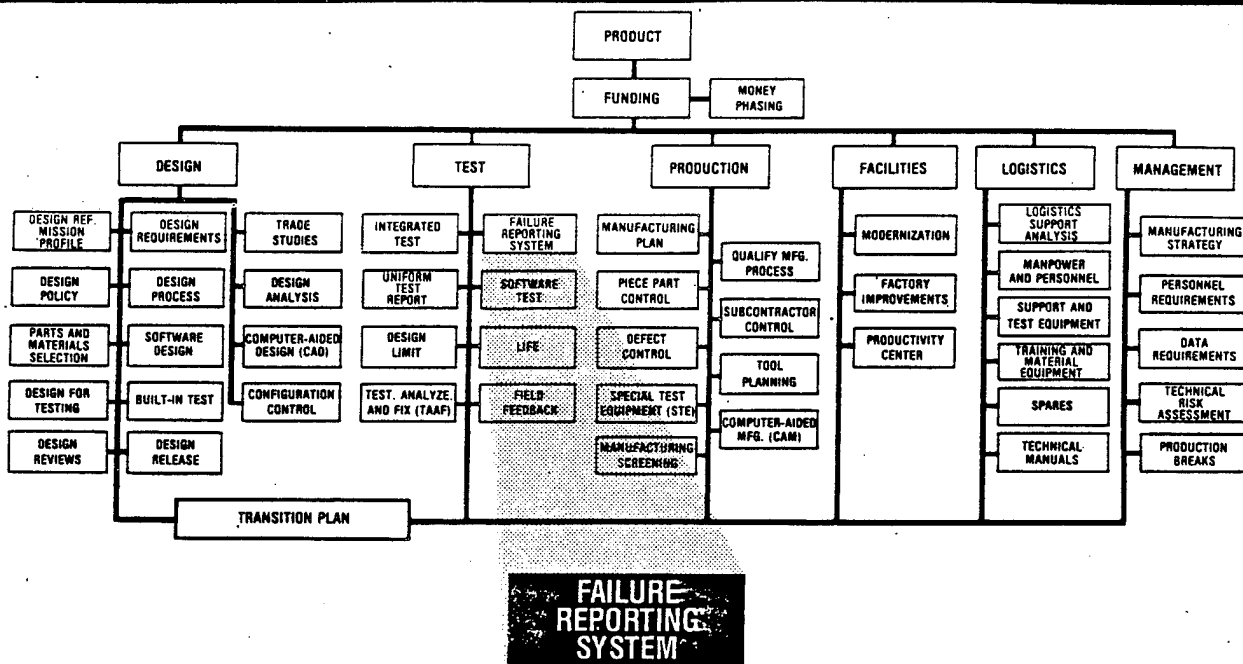 PRODUCT
FUNDING
MONEY
PHASING
DESIGN
TEST
PRODUCTION
FACILITIES
LOGISTICS
MANAGEMENT
DESIGN REF.
MISSION
PROFILE
DESIGN
POLICY
PARTS AND
MATERIALS
SELECTION
DESIGN FOR
TESTING
DESIGN
REVIEWS
DESIGN
REQUIREMENTS
DESIGN
PROCESS
SOFTWARE
DESIGN
BUILT-IN TEST
DESIGN
RELEASE
TRADE
STUDIES
DESIGN
ANALYSIS
COMPUTER-AIDED
DESIGN (CAD)
CONFIGURATION
CONTROL
INTEGRATED
TEST
UNIFORM
TEST
REPORT
DESIGN
LIMIT
TEST. ANALYZE.
AND FIX (TAAF)
FAILURE
REPORTING
SYSTEM
SOFTWARE
TEST
LIFE
FIELD
FEEDBACK
MANUFACTURING
PLAN
PIECE PART
CONTROL
DEFECT
CONTROL
SPECIAL TEST
EQUIPMENT (STE)
MANUFACTURING
SCREENING
QUALIFY MFG.
PROCESS
SUBCONTRACTOR
CONTROL
TOOL
PLANNING
COMPUTER-AIDED
MFG. (CAM)
MODERNIZATION
FACTORY
IMPROVEMENTS
PRODUCTIVITY
CENTER
LOGISTICS
SUPPORT
ANALYSIS
MANPOWER
AND PERSONNEL
SUPPORT AND
TEST EQUIPMENT
TRAINING AND
MATERIAL
EQUIPMENT
SPARES
TECHNICAL
MANUALS
MANUFACTURING
STRATEGY
PERSONNEL
REQUIREMENTS
DATA
REQUIREMENTS
TECHNICAL
RISK
ASSESSMENT
PRODUCTION
BREAKS
TRANSITION PLAN
FAILURE
REPORTING
SYSTEM